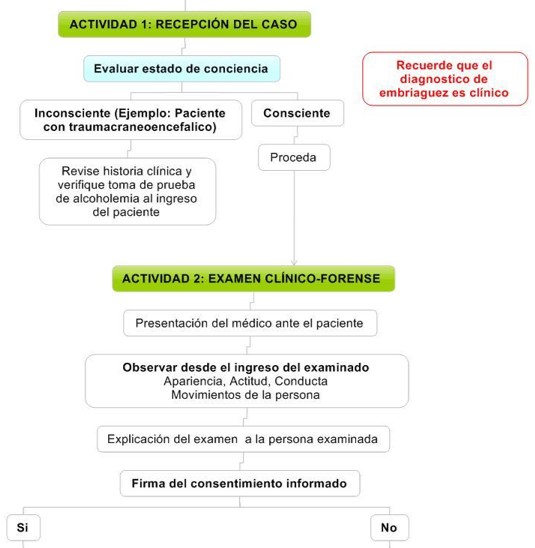 ACTIVIDAD 1: RECEPCIÓN DEL CASO
Evaluar estado de conciencia
Recuerde que el
diagnostico de
embriaguez es clínico
Inconsciente (Ejemplo: Paciente
con traumacraneoencefalico)
Consciente
Revise historia clínica y
verifique toma de prueba
de alcoholemia al ingreso
del paciente
Proceda
ACTIVIDAD 2: EXAMEN CLÍNICO-FORENSE
Presentación del médico ante el paciente
Observar desde el ingreso del examinado
Apariencia, Actitud, Conducta
Movimientos de la persona
Explicación del examen a la persona examinada
Firma del consentimiento informado
Si
No